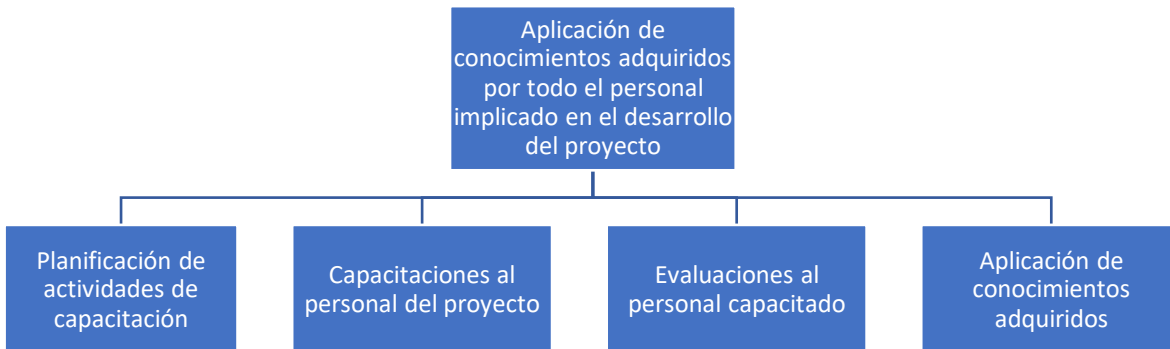 Aplicación de
conocimientos adquiridos
por todo el personal
implicado en el desarrollo
del proyecto
Planificación de
actividades de
capacitación
Capacitaciones al
personal del proyecto
Evaluaciones al
personal capacitado
Aplicación de
conocimientos
adquiridos